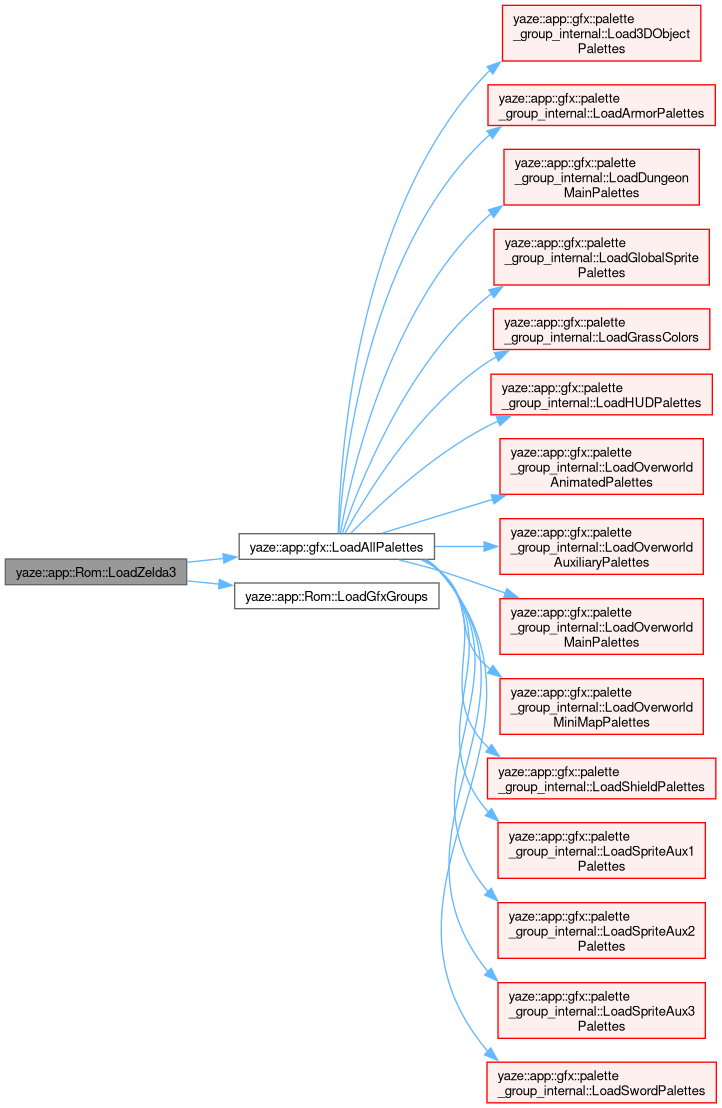 yaze::app::Rom::LoadZelda3
yaze::app::gfx::LoadAllPalettes
yaze::app::Rom::LoadGfxGroups
yaze::app::gfx::palette
_group_internal::Load3DObject
Palettes
yaze::app::gfx::palette
_group_internal::LoadArmorPalettes
yaze::app::gfx::palette
_group_internal::LoadDungeon
MainPalettes
yaze::app::gfx::palette
_group_internal::LoadGlobalSprite
Palettes
yaze::app::gfx::palette
_group_internal::LoadGrassColors
yaze::app::gfx::palette
_group_internal::LoadHUDPalettes
yaze::app::gfx::palette
_group_internal::LoadOverworld
AnimatedPalettes
yaze::app::gfx::palette
_group_internal::LoadOverworld
AuxiliaryPalettes
yaze::app::gfx::palette
_group_internal::LoadOverworld
MainPalettes
yaze::app::gfx::palette
_group_internal::LoadOverworld
MiniMapPalettes
yaze::app::gfx::palette
_group_internal::LoadShieldPalettes
yaze::app::gfx::palette
_group_internal::LoadSpriteAux1
Palettes
yaze::app::gfx::palette
_group_internal::LoadSpriteAux2
Palettes
yaze::app::gfx::palette
_group_internal::LoadSpriteAux3
Palettes
yaze::app::gfx::palette
_group_internal::LoadSwordPalettes